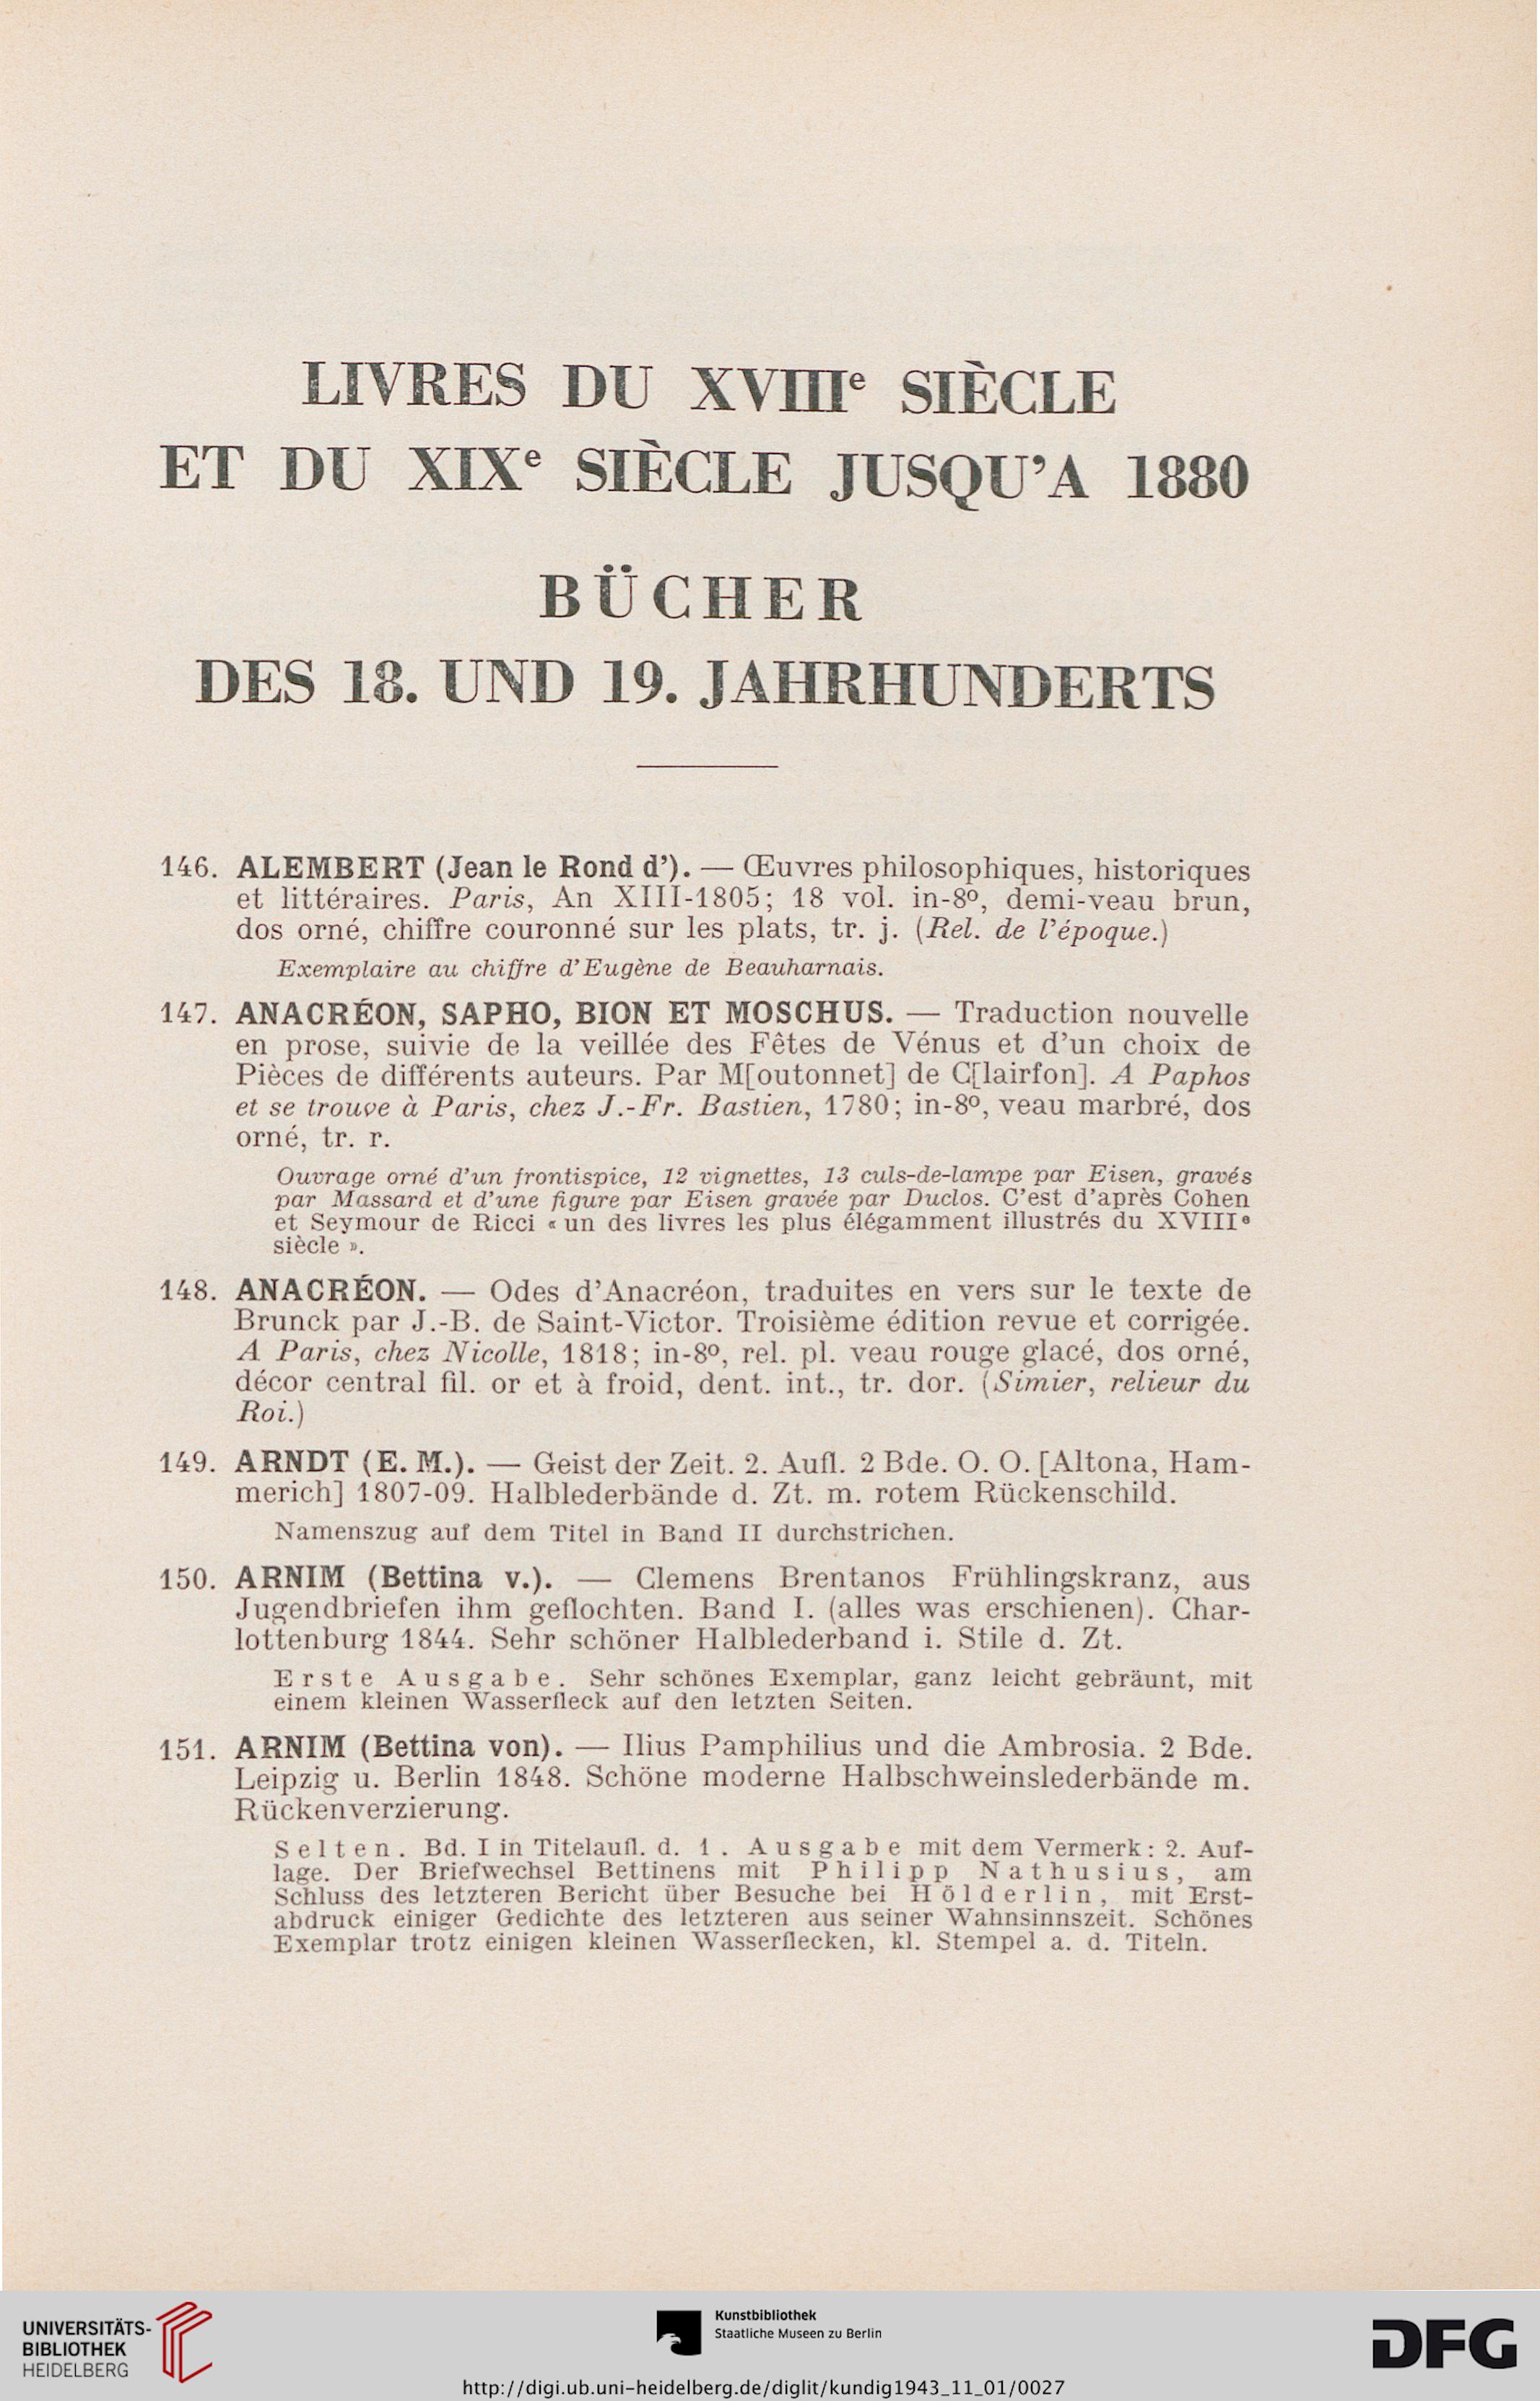 LIVRES DU XVIIIe SIÈCLE
ET DU XIXe SIÈCLE JUSQU'A 1880
BÜCHER
DES 18. UND 19. JAHRHUNDERTS
146. ALEMBERT (Jean le Rond d'). — Œuvres philosophiques, historiques
et littéraires. Paris, An XIII-1805; 18 vol. in-8º, demi-veau brun,
dos orné, chiffre couronné sur les plats, tr. j. (Rel. de l'époque.)
Exemplaire au chiffre d'Eugène de Beauharnais.
147. ANACRÉON, SAPHO, BION ET MOSCHUS. — Traduction nouvelle
en prose, suivie de la veillée des Fêtes de Vénus et d'un choix de
Pièces de différents auteurs. Par M[outonnet] de C[lairfon]. A Paphos
et se trouve à Paris, chez J.-Fr. Bastien, 1780; in-8º, veau marbré, dos
orné, tr. r.
Ouvrage orné d'un frontispice, 12 vignettes, 13 culs-de-lampe par Eisen, gravés
par Massard et d'une figure par Eisen gravée par Duclos. C'est d'après Cohen
et Seymour de Ricci « un des livres les plus élégamment illustrés du XVIIIe
siècle ».
148. ANACRÉON. — Odes d'Anacréon, traduites en vers sur le texte de
Brunck par J.-B. de Saint-Victor. Troisième édition revue et corrigée.
A Paris, chez Nicolle, 1818; in-8º, rel. pl. veau rouge glacé, dos orné,
décor central fil. or et à froid, dent. int., tr. dor. (Simier, relieur du
Roi.)
149. ARNDT (E. M.). — Geist der Zeit. 2. Aufl. 2 Bde. O. O. [Altona, Ham-
merich] 1807-09. Halblederbände d. Zt. m. rotem Rückenschild.
Namenszug auf dem Titel in Band II durchstrichen.
150. ARNIM (Bettina v.). — Clemens Brentanos Frühlingskranz, aus
Jugendbriefen ihm geflochten. Band I. (alles was erschienen). Char-
lottenburg 1844. Sehr schöner Halblederband i. Stile d. Zt.
Erste Ausgabe. Sehr schönes Exemplar, ganz leicht gebräunt, mit
einem kleinen Wasserfleck auf den letzten Seiten.
151. ARNIM (Bettina von). — Ilius Pamphilius und die Ambrosia. 2 Bde.
Leipzig u. Berlin 1848. Schöne moderne Halbschweinslederbände m.
Rückenverzierung.
Selten. Bd. I in Titelaufl. d. 1. Ausgabe mit dem Vermerk: 2. Auf-
lage. Der Briefwechsel Bettinens mit Philipp Nathusius, am
Schluss des letzteren Bericht über Besuche bei Hölderlin, mit Erst-
abdruck einiger Gedichte des letzteren aus seiner Wahnsinnszeit. Schönes
Exemplar trotz einigen kleinen Wasserflecken, kl. Stempel a. d. Titeln.
UNIVERSITÄTS-
BIBLIOTHEK
HEIDELBERG
Kunstbibliothek
Staatliche Museen zu Berlin
DFG
http://digi.ub.uni-heidelberg.de/diglit/kundig1943_11_01/0027